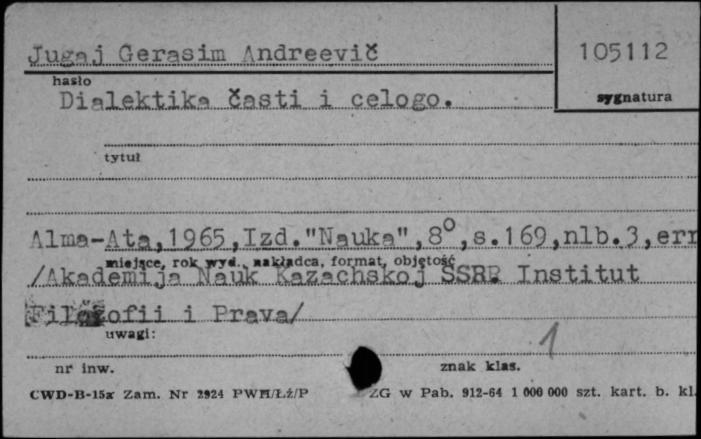 Jugaj Gerasim Andreevič
105112
hasło
sygnatura
Dialektika časti i celogo.
tytuł
Alma-Ata,1965,Izd."Nauka",8°,s.169,nlb.3,err
miejsce, rok wyd., nakładca, format, objętość
/Akademija Nauk Kazachskoj SSR. Institut
Filozofii i Prava/
uwagi:
1
nr inw.
znak klas.
CWD-B-15x Zam. Nr 2924 PWH/Łź/P
ZG w Pab. 912-64 1 000 000 szt. kart. b. kl.